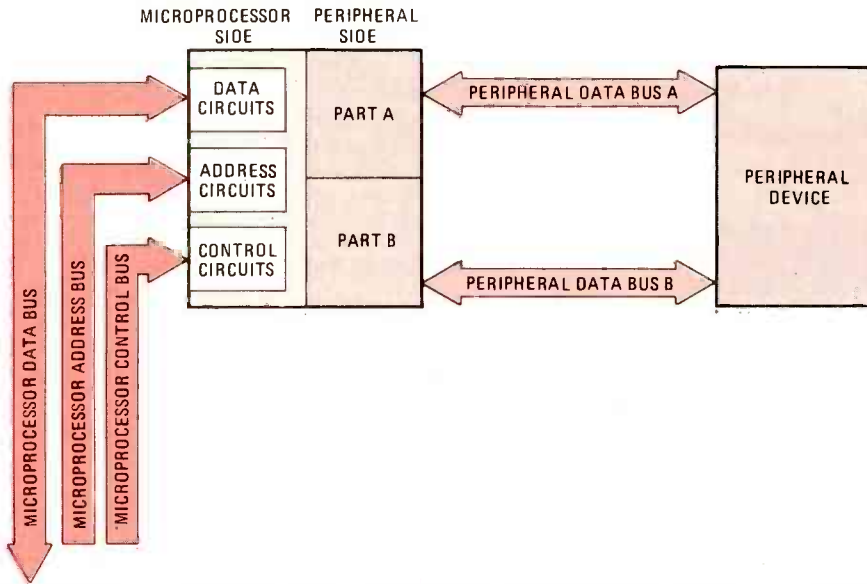 MICROPROCESSOR
SIDE
PERIPHERAL
SIDE
DATA
CIRCUITS
ADDRESS
CIRCUITS
CONTROL
CIRCUITS
PART A
PART B
PERIPHERAL DATA BUS A
PERIPHERAL DATA BUS B
PERIPHERAL
DEVICE
MICROPROCESSOR DATA BUS
MICROPROCESSOR ADDRESS BUS
MICROPROCESSOR CONTROL BUS